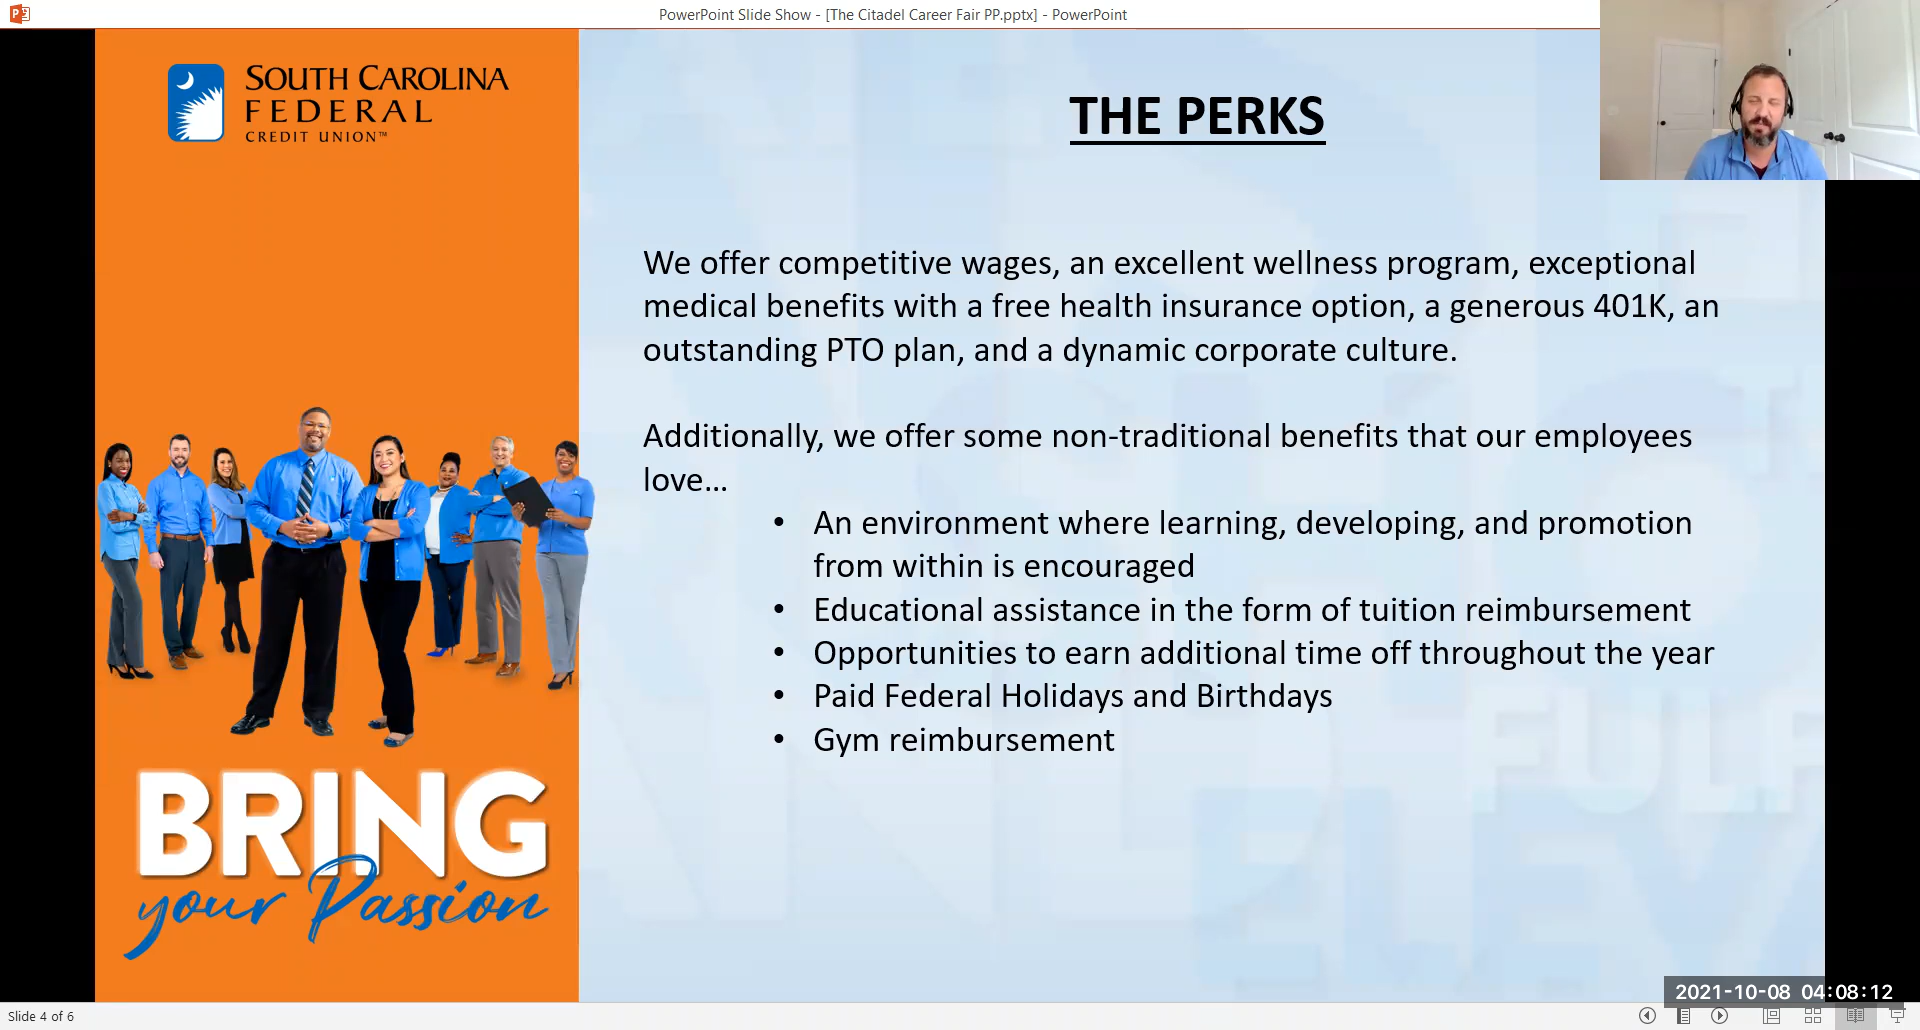 PowerPoint Slide Show - [The Citadel Career Fair PP.pptx] - PowerPoint
SOUTH CAROLINA
FEDERAL
CREDIT UNION™
THE PERKS
We offer competitive wages, an excellent wellness program, exceptional
medical benefits with a free health insurance option, a generous 401K, an
outstanding PTO plan, and a dynamic corporate culture.
Additionally, we offer some non-traditional benefits that our employees
love...
• An environment where learning, developing, and promotion
from within is encouraged
• Educational assistance in the form of tuition reimbursement
• Opportunities to earn additional time off throughout the year
• Paid Federal Holidays and Birthdays
• Gym reimbursement
BRING
your Passion
2021-10-08 04:08:12
Slide 4 of 6